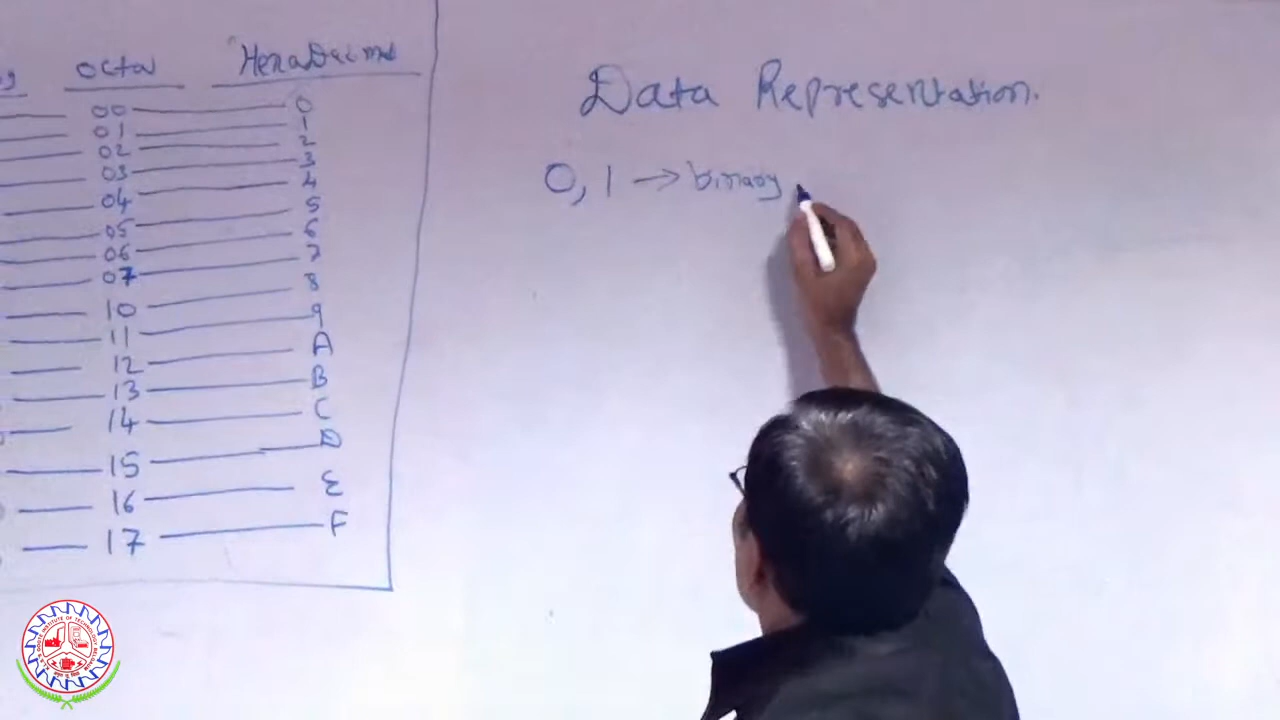 Octal HexaDecimal
00 0
01 1
02 2
03 3
04 4
05 5
06 6
07 7
10 8
11 9
12 A
13 B
14 C
15 D
16 E
17 F
Data Representation.
0, 1 → binary